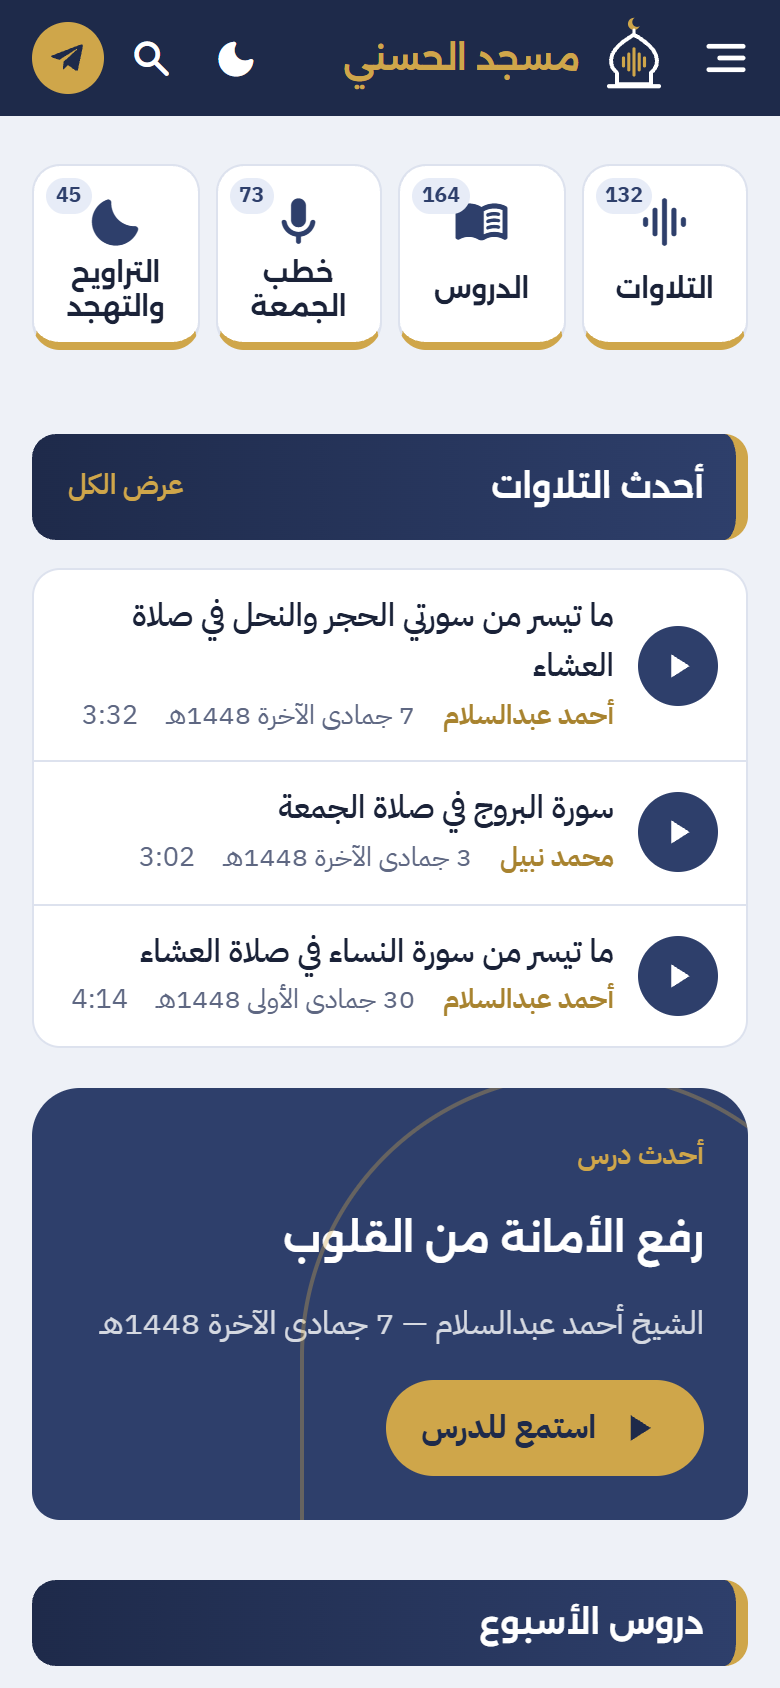 مسجد الحسني
132
التلاوات
164
الدروس
73
خطب
الجمعة
45
التراويح
والتهجد
أحدث التلاوات
عرض الكل
ما تيسر من سورتي الحجر والنحل في صلاة
العشاء
أحمد عبدالسلام 7 جمادى الآخرة 1448هـ 3:32
سورة البروج في صلاة الجمعة
محمد نبيل 3 جمادى الآخرة 1448هـ 3:02
ما تيسر من سورة النساء في صلاة العشاء
أحمد عبدالسلام 30 جمادى الأولى 1448هـ 4:14
أحدث درس
رفع الأمانة من القلوب
الشيخ أحمد عبدالسلام — 7 جمادى الآخرة 1448هـ
استمع للدرس
دروس الأسبوع